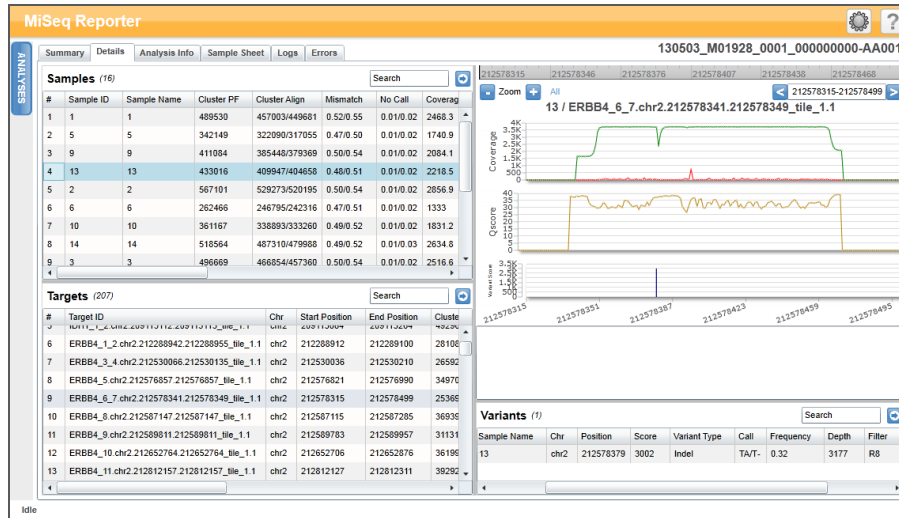 MiSeq Reporter
?
ANALYSES
Summary Details Analysis Info Sample Sheet Logs Errors
130503_M01928_0001_000000000-AA001
Samples (16) Search
# Sample ID Sample Name Cluster PF Cluster Align Mismatch No Call Coverag
1 1 1 489530 457003/449681 0.52/0.55 0.01/0.02 2468.3
2 5 5 342149 322090/317055 0.47/0.50 0.01/0.02 1740.9
3 9 9 411084 385448/379369 0.50/0.54 0.01/0.02 2084.1
4 13 13 433016 409947/404658 0.48/0.51 0.01/0.02 2218.5
5 2 2 567101 529273/520195 0.50/0.54 0.01/0.02 2856.9
6 6 6 262466 246795/242316 0.47/0.51 0.01/0.02 1333
7 10 10 361167 338893/333260 0.49/0.52 0.01/0.02 1831.2
8 14 14 518564 487310/479988 0.49/0.52 0.01/0.03 2634.8
9 3 3 496669 466854/457360 0.50/0.54 0.01/0.02 2516.6
Targets (207) Search
# Target ID Chr Start Position End Position Cluste
6 ERBB4_1_2.chr2.212288942.212288955_tile_1.1 chr2 212288912 212289100 28108
7 ERBB4_3_4.chr2.212530066.212530135_tile_1.1 chr2 212530036 212530210 26592
8 ERBB4_5.chr2.212576857.212576857_tile_1.1 chr2 212576821 212576990 34970
9 ERBB4_6_7.chr2.212578341.212578349_tile_1.1 chr2 212578315 212578499 25369
10 ERBB4_8.chr2.212587147.212587147_tile_1.1 chr2 212587115 212587285 36939
11 ERBB4_9.chr2.212589811.212589811_tile_1.1 chr2 212589783 212589957 31131
12 ERBB4_10.chr2.212652764.212652764_tile_1.1 chr2 212652706 212652876 36199
13 ERBB4_11.chr2.212812157.212812157_tile_1.1 chr2 212812127 212812311 39292
212578315 212578346 212578376 212578407 212578438 212578468
- Zoom + All < 212578315-212578499 >
13 / ERBB4_6_7.chr2.212578341.212578349_tile_1.1
Coverage
4K
3.5K
3K
2.5K
2K
1.5K
1K
500
0
Qscore
40
35
30
25
20
15
10
5
0
Variant Score
3.5K
3K
2.5K
2K
1.5K
1K
500
0
212578315 212578351 212578387 212578423 212578459 212578495
Variants (1) Search
Sample Name Chr Position Score Variant Type Call Frequency Depth Filter
13 chr2 212578379 3002 Indel TA/T- 0.32 3177 R8
Idle